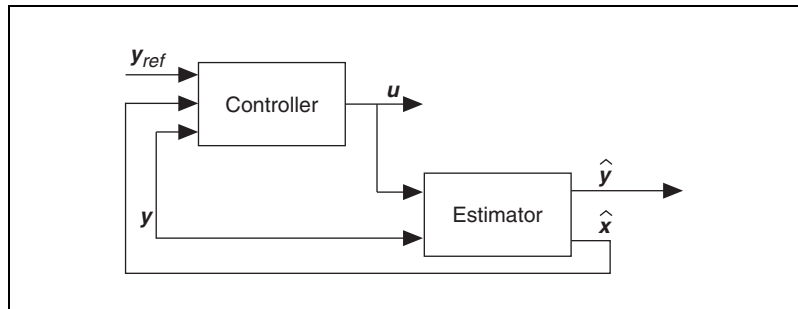 y_ref
Controller
u
ŷ
y
Estimator
x̂